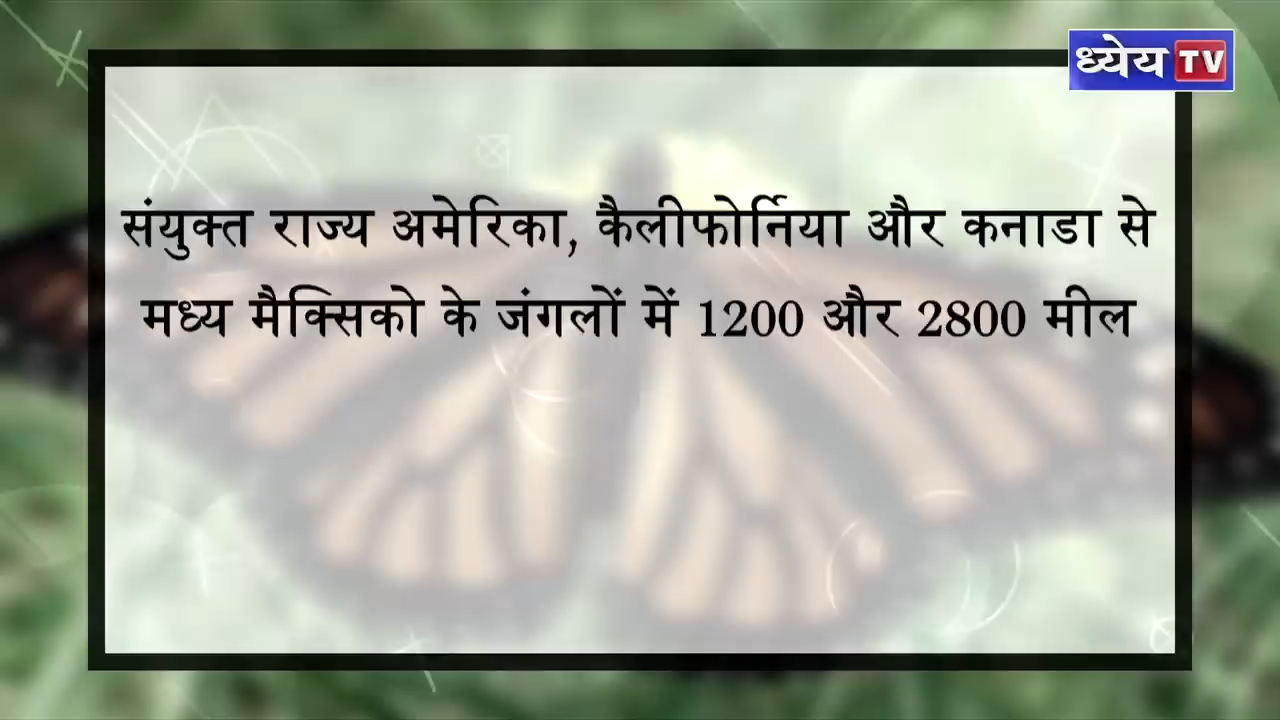 ध्येय TV
संयुक्त राज्य अमेरिका, कैलीफोर्निया और कनाडा से
मध्य मैक्सिको के जंगलों में 1200 और 2800 मील